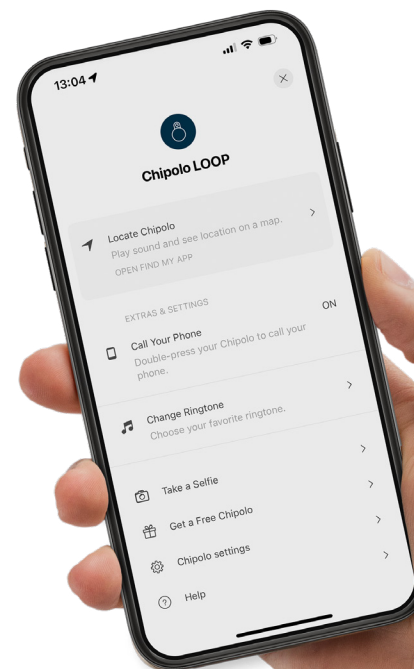 13:04
Chipolo LOOP
Locate Chipolo
Play sound and see location on a map.
OPEN FIND MY APP
EXTRAS & SETTINGS
Call Your Phone
ON
Double-press your Chipolo to call your
phone.
Change Ringtone
Choose your favorite ringtone.
Take a Selfie
Get a Free Chipolo
Chipolo settings
? Help